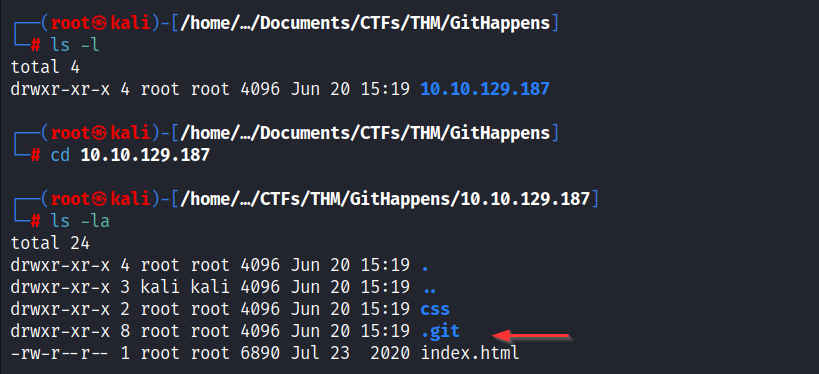 ┌──(root㉿kali)-[/home/…/Documents/CTFs/THM/GitHappens]
└─# ls -l
total 4
drwxr-xr-x 4 root root 4096 Jun 20 15:19 10.10.129.187
┌──(root㉿kali)-[/home/…/Documents/CTFs/THM/GitHappens]
└─# cd 10.10.129.187
┌──(root㉿kali)-[/home/…/CTFs/THM/GitHappens/10.10.129.187]
└─# ls -la
total 24
drwxr-xr-x 4 root root 4096 Jun 20 15:19 .
drwxr-xr-x 3 kali kali 4096 Jun 20 15:19 ..
drwxr-xr-x 2 root root 4096 Jun 20 15:19 css
drwxr-xr-x 8 root root 4096 Jun 20 15:19 .git
-rw-r--r-- 1 root root 6890 Jul 23  2020 index.html